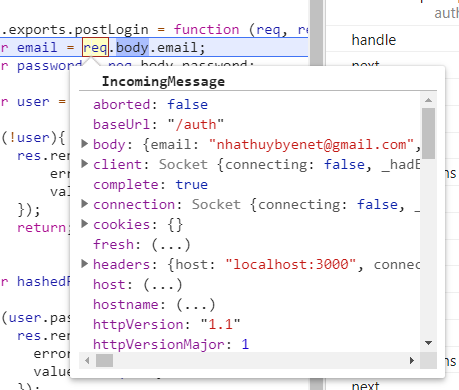 .exports.postLogin = function (req, re
r email = req.body.email;
r password = req.body.password;
r user =
(!user){
res.ren
err
val
});
return;
r hashedP
(user.pas
res.ren
error
value
});
IncomingMessage
aborted: false
baseUrl: "/auth"
body: {email: "nhathuybyenet@gmail.com",
client: Socket {connecting: false, _hadE
complete: true
connection: Socket {connecting: false, _
cookies: {}
fresh: (...)
headers: {host: "localhost:3000", connec
host: (...)
hostname: (...)
httpVersion: "1.1"
httpVersionMajor: 1
auth
handle
next
ns
ns
next